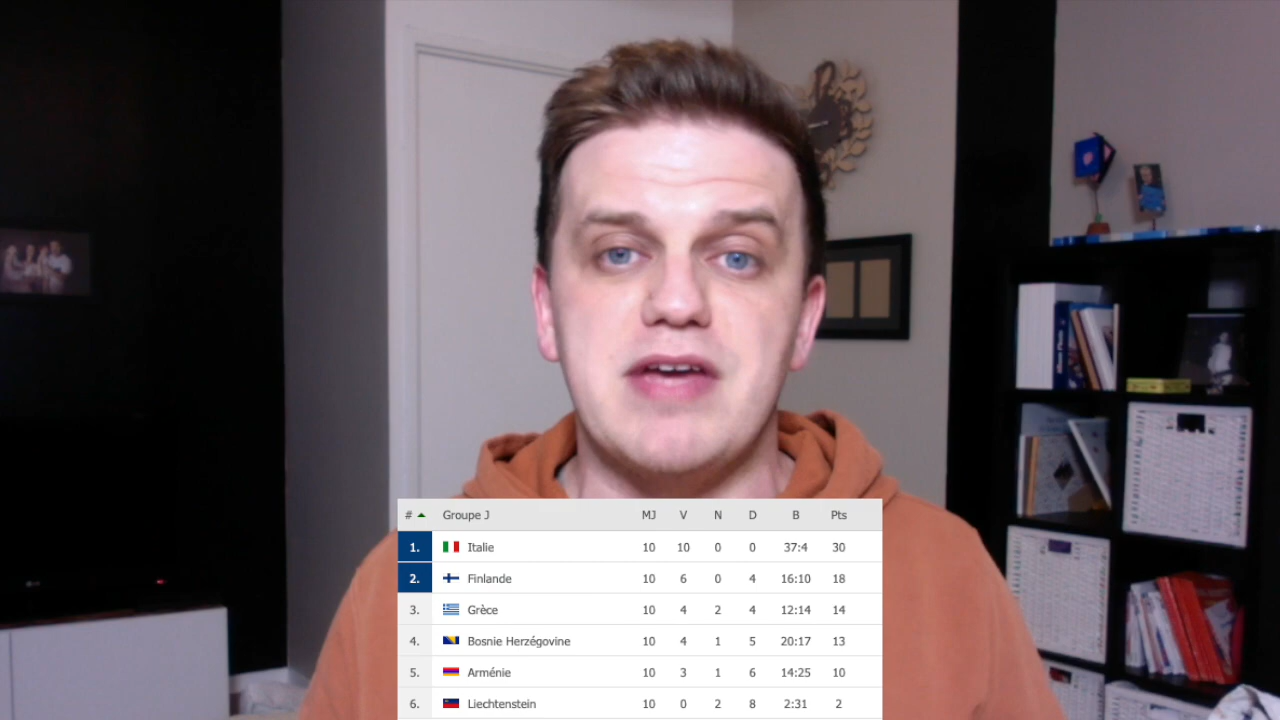 # Groupe J MJ V N D B Pts
1. Italie 10 10 0 0 37:4 30
2. Finlande 10 6 0 4 16:10 18
3. Grèce 10 4 2 4 12:14 14
4. Bosnie Herzégovine 10 4 1 5 20:17 13
5. Arménie 10 3 1 6 14:25 10
6. Liechtenstein 10 0 2 8 2:31 2